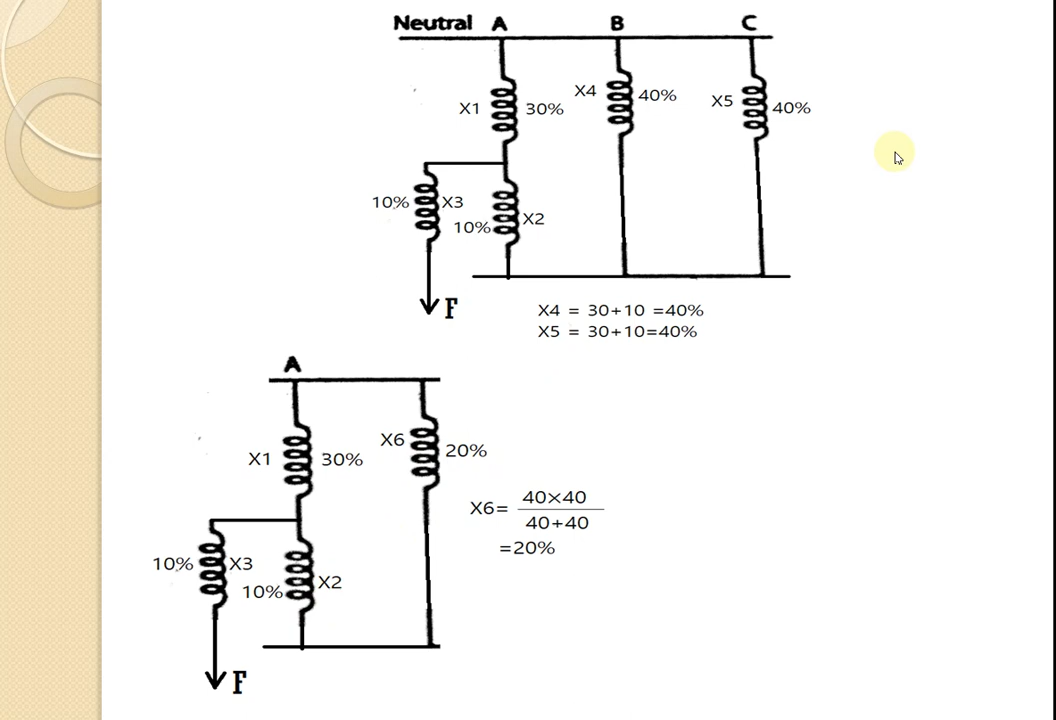 Neutral A B C
X1 30% X4 40% X5 40%
10% X3 10% X2
F
X4 = 30+10 =40%
X5 = 30+10=40%
A
X1 30% X6 20%
X6= 40×40
40+40
=20%
10% X3 10% X2
F